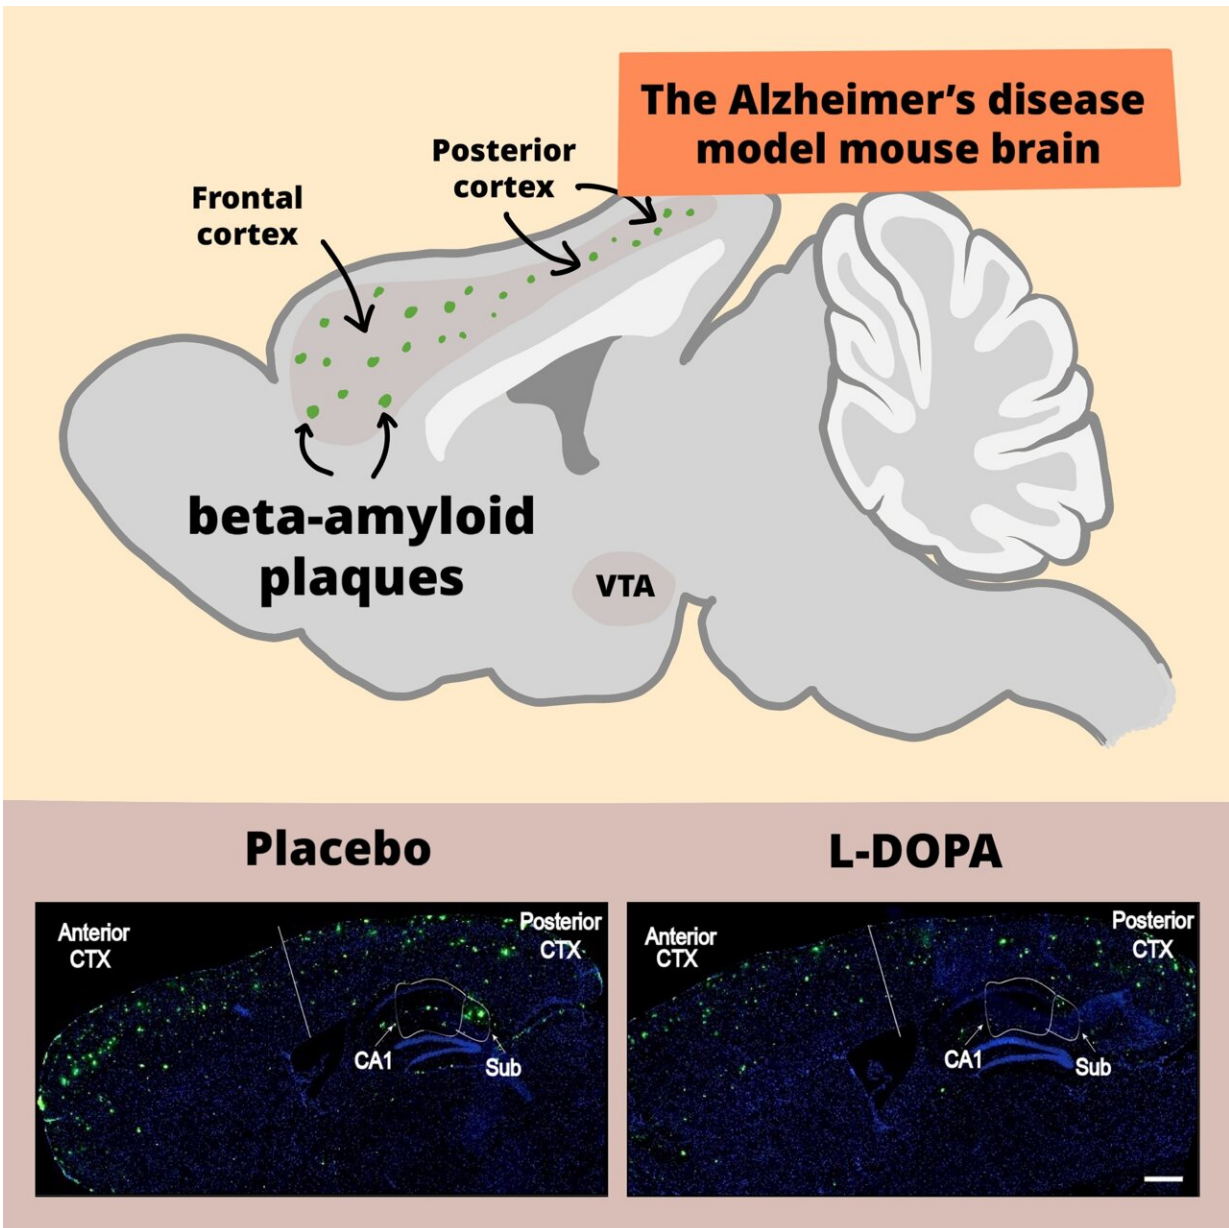 The Alzheimer’s disease
model mouse brain
Posterior
cortex
Frontal
cortex
beta-amyloid
plaques
VTA
Placebo
L-DOPA
Anterior
CTX
Posterior
CTX
CA1
Sub
Anterior
CTX
Posterior
CTX
CA1
Sub